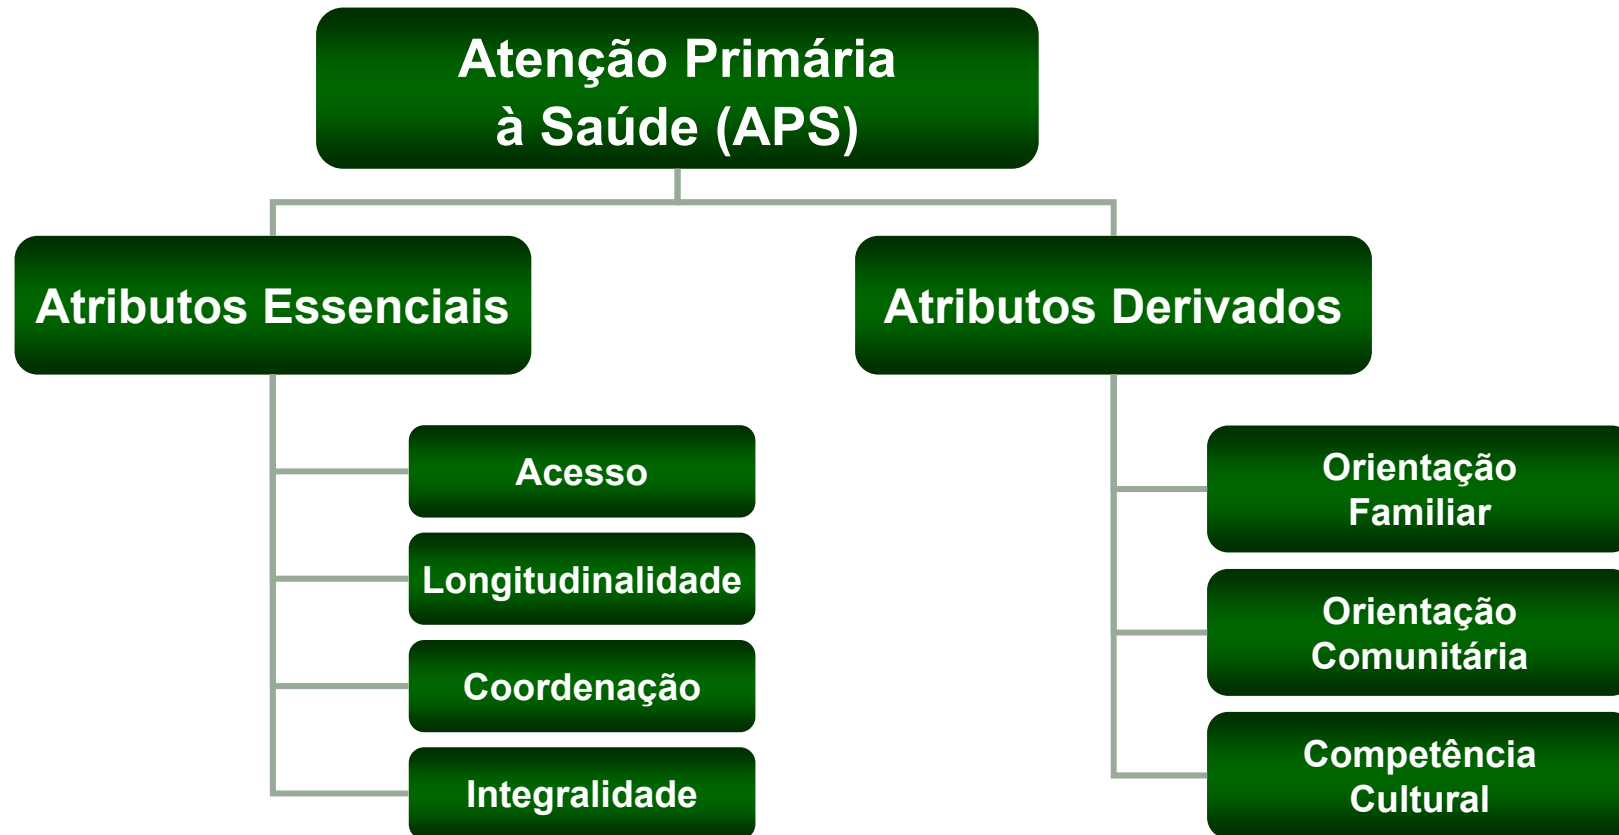 Atenção Primária
à Saúde (APS)
Atributos Essenciais
Atributos Derivados
Acesso
Longitudinalidade
Coordenação
Integralidade
Orientação
Familiar
Orientação
Comunitária
Competência
Cultural